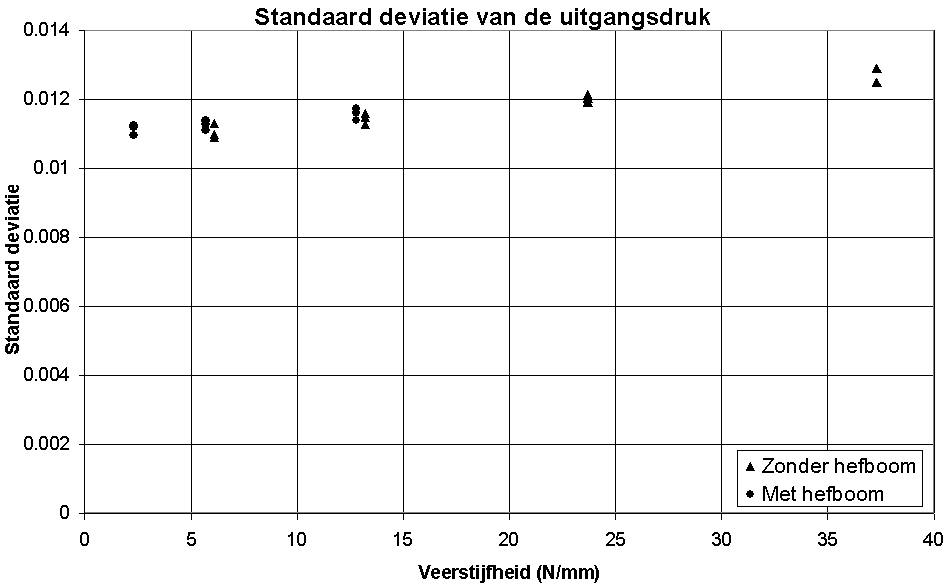 Standaard deviatie van de uitgangsdruk
0.014
0.012
0.01
0.008
0.006
0.004
0.002
0
Standaard deviatie
0 5 10 15 20 25 30 35 40
Veerstijfheid (N/mm)
Zonder hefboom
Met hefboom